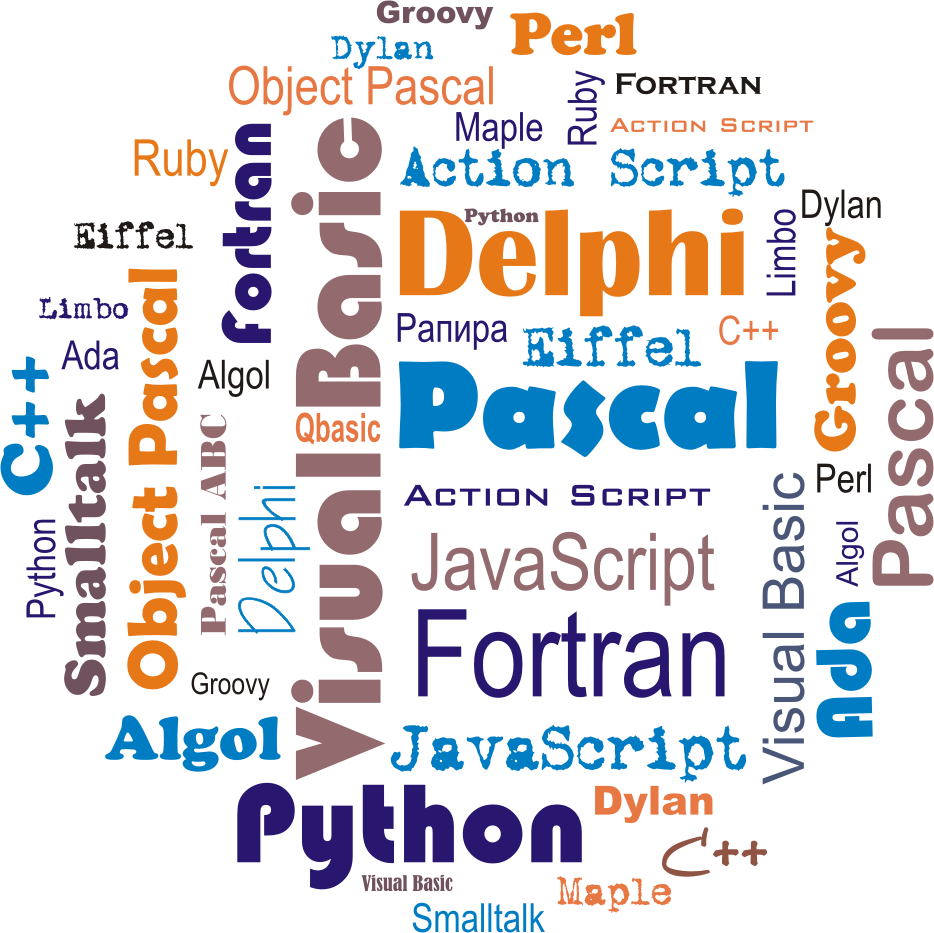 Groovy
Perl
Dylan
Object Pascal
Ruby
FORTRAN
Maple
ACTION SCRIPT
Ruby
Fortran
Visual Basic
Action Script
Eiffel
Python
Delphi
Limbo
Dylan
Limbo
Object Pascal
Рапира
Eiffel
C++
Groovy
Ada
Algol
Pascal
Pascal
C++
Smalltalk
Pascal ABC
Qbasic
Perl
Delphi
ACTION SCRIPT
Visual Basic
Python
JavaScript
Algol
Fortran
Ada
Groovy
Algol
JavaScript
Python
Dylan
C++
Visual Basic
Maple
Smalltalk